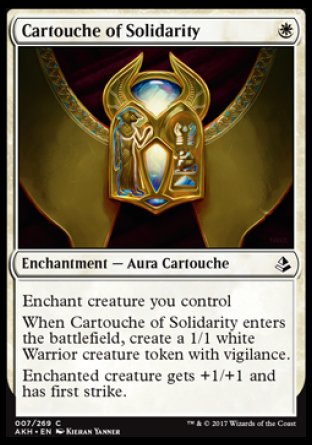 Cartouche of Solidarity
Enchantment — Aura Cartouche
Enchant creature you control
When Cartouche of Solidarity enters
the battlefield, create a 1/1 white
Warrior creature token with vigilance.
Enchanted creature gets +1/+1 and
has first strike.
007/269 C
™ & © 2017 Wizards of the Coast
AKH • EN Kieran Yanner